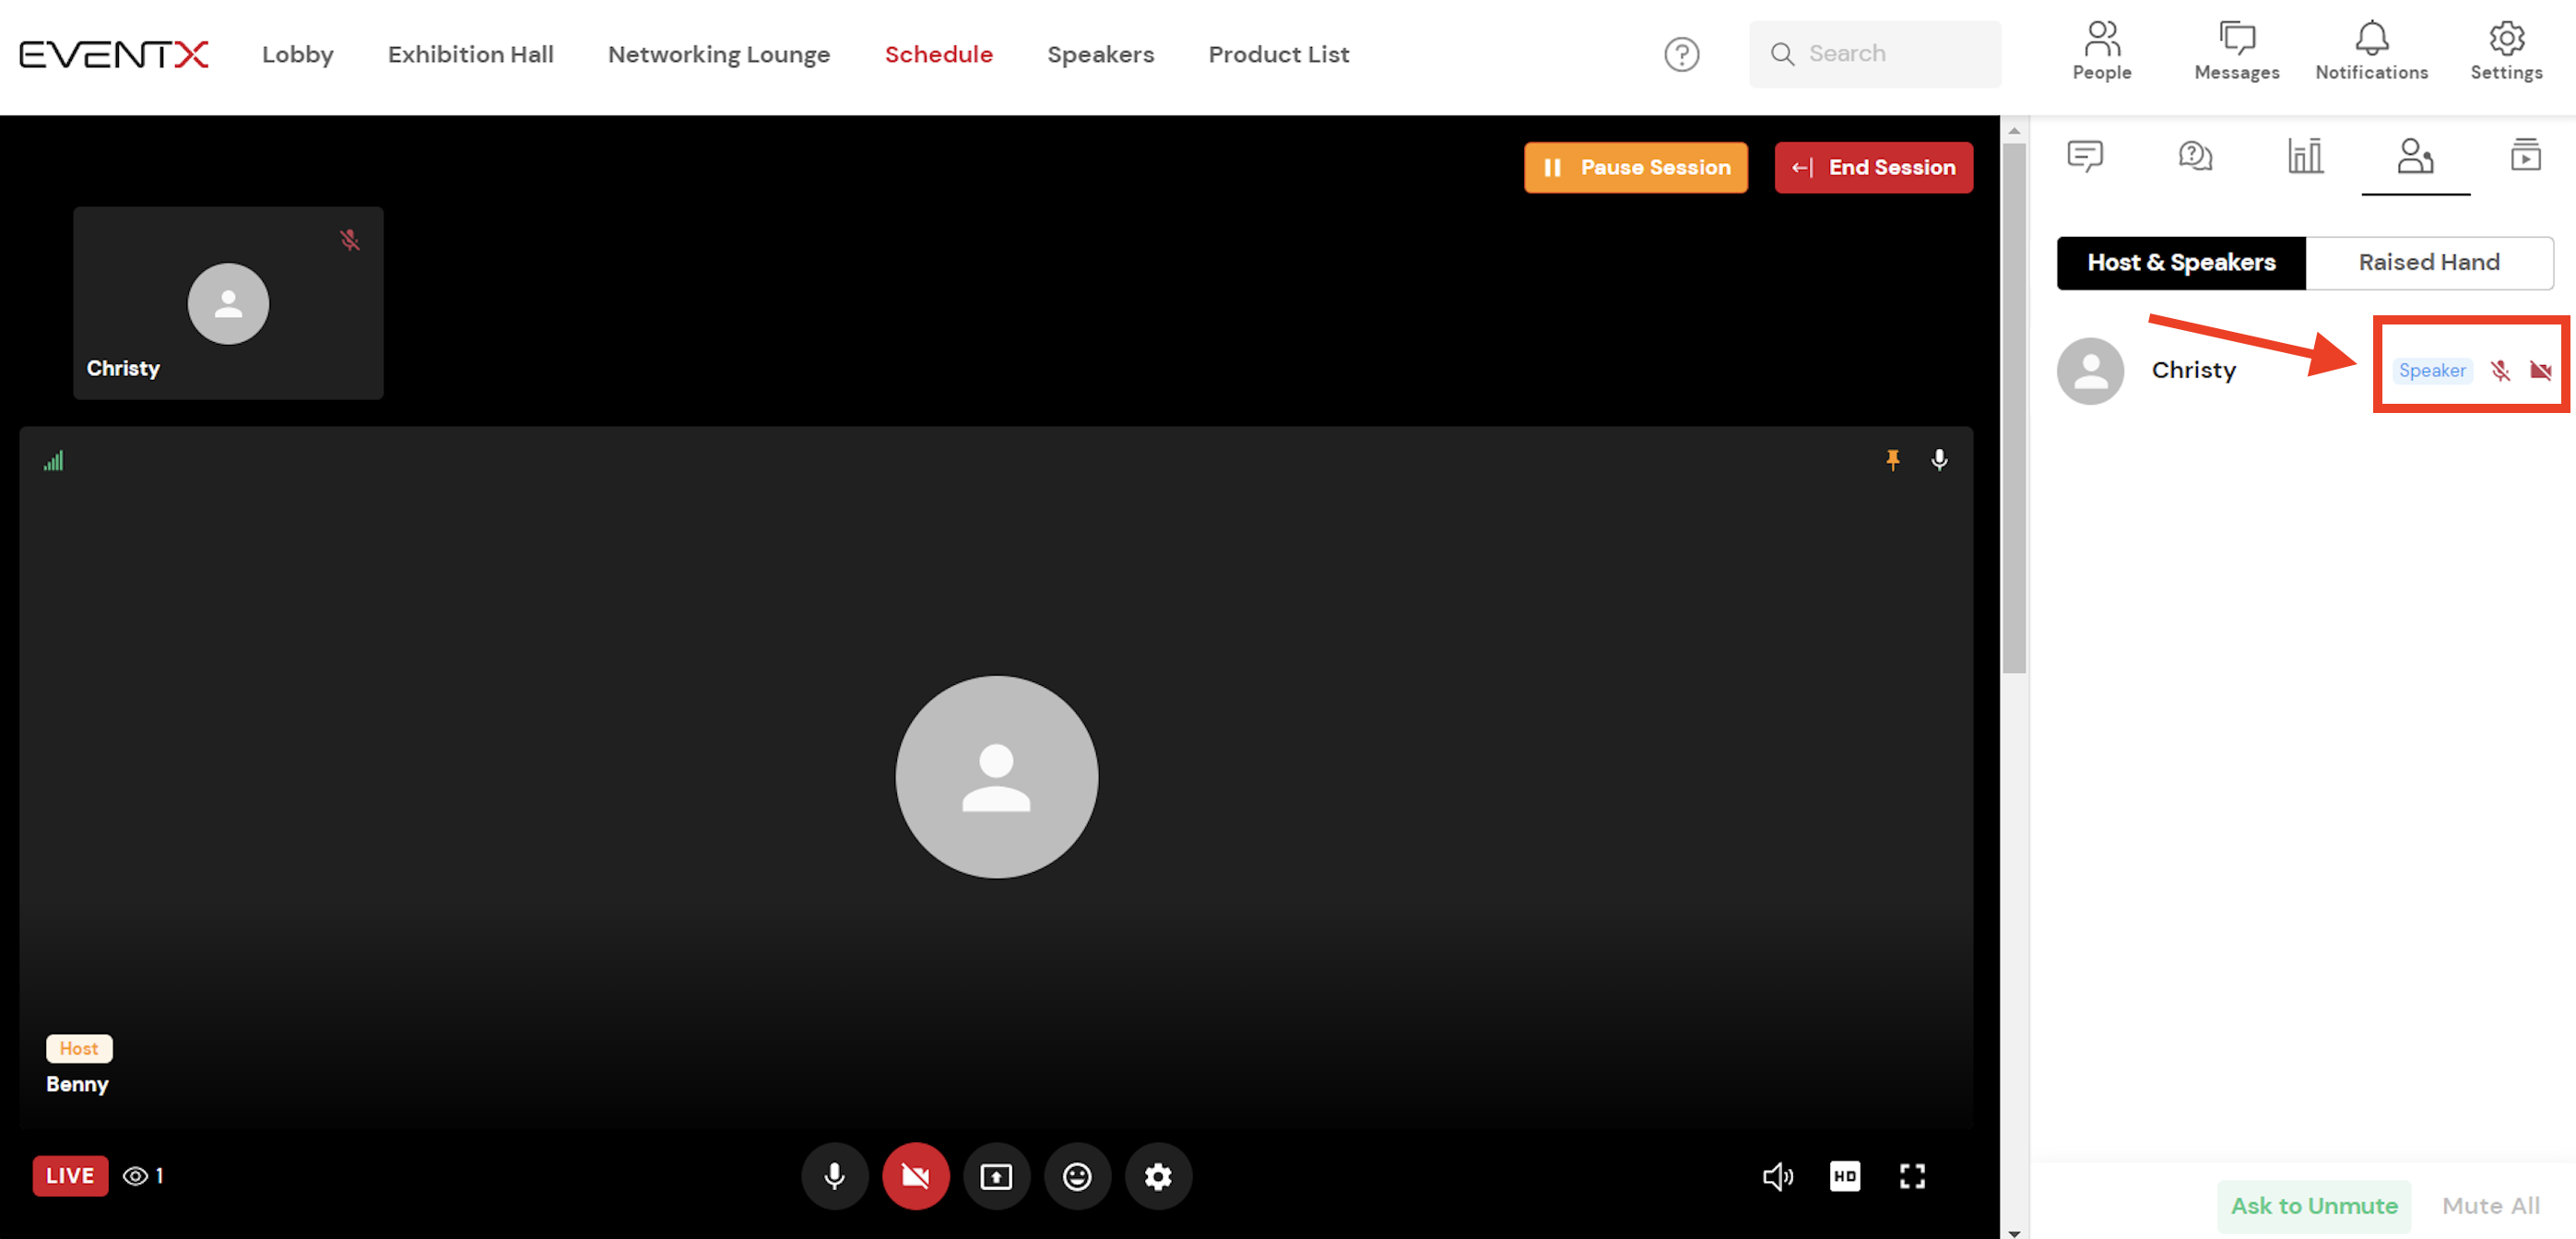 EVENTX Lobby Exhibition Hall Networking Lounge Schedule Speakers Product List Search People Messages Notifications Settings
Pause Session End Session
Host & Speakers Raised Hand
Christy
Christy Speaker
Host
Benny
LIVE 1
HD
Ask to Unmute Mute All